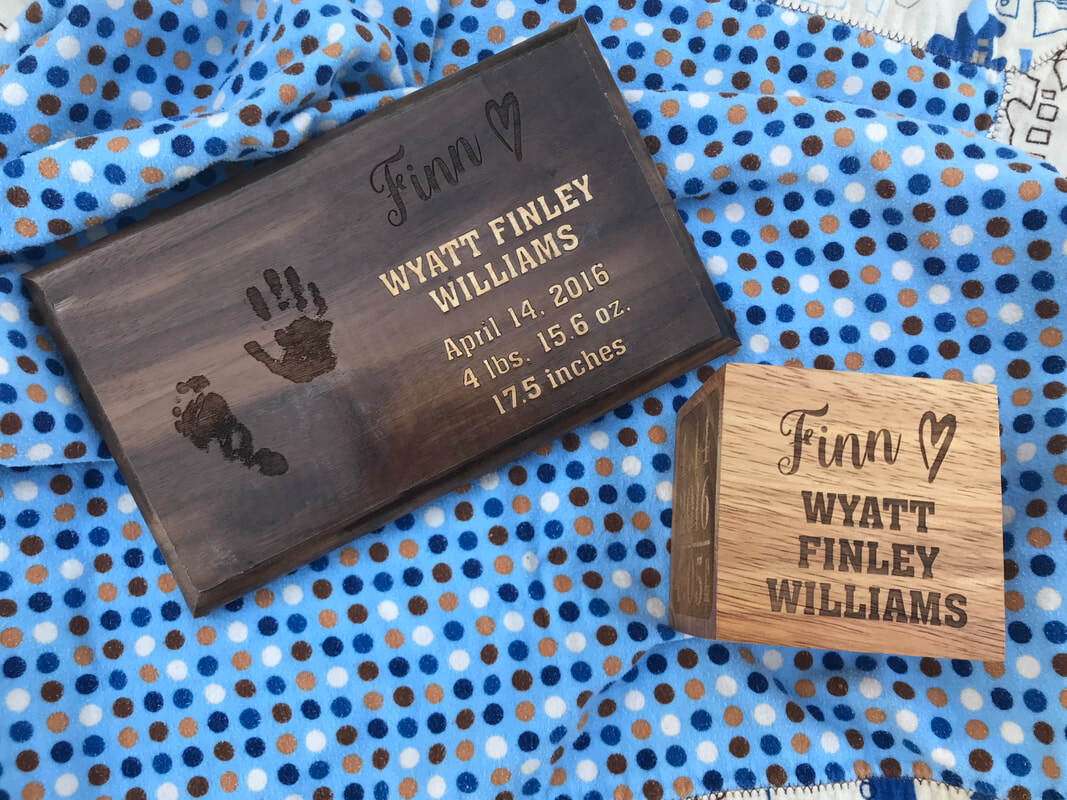 Finn
WYATT FINLEY
WILLIAMS
April 14, 2016
4 lbs. 15.6 oz.
17.5 inches
Finn
WYATT
FINLEY
WILLIAMS